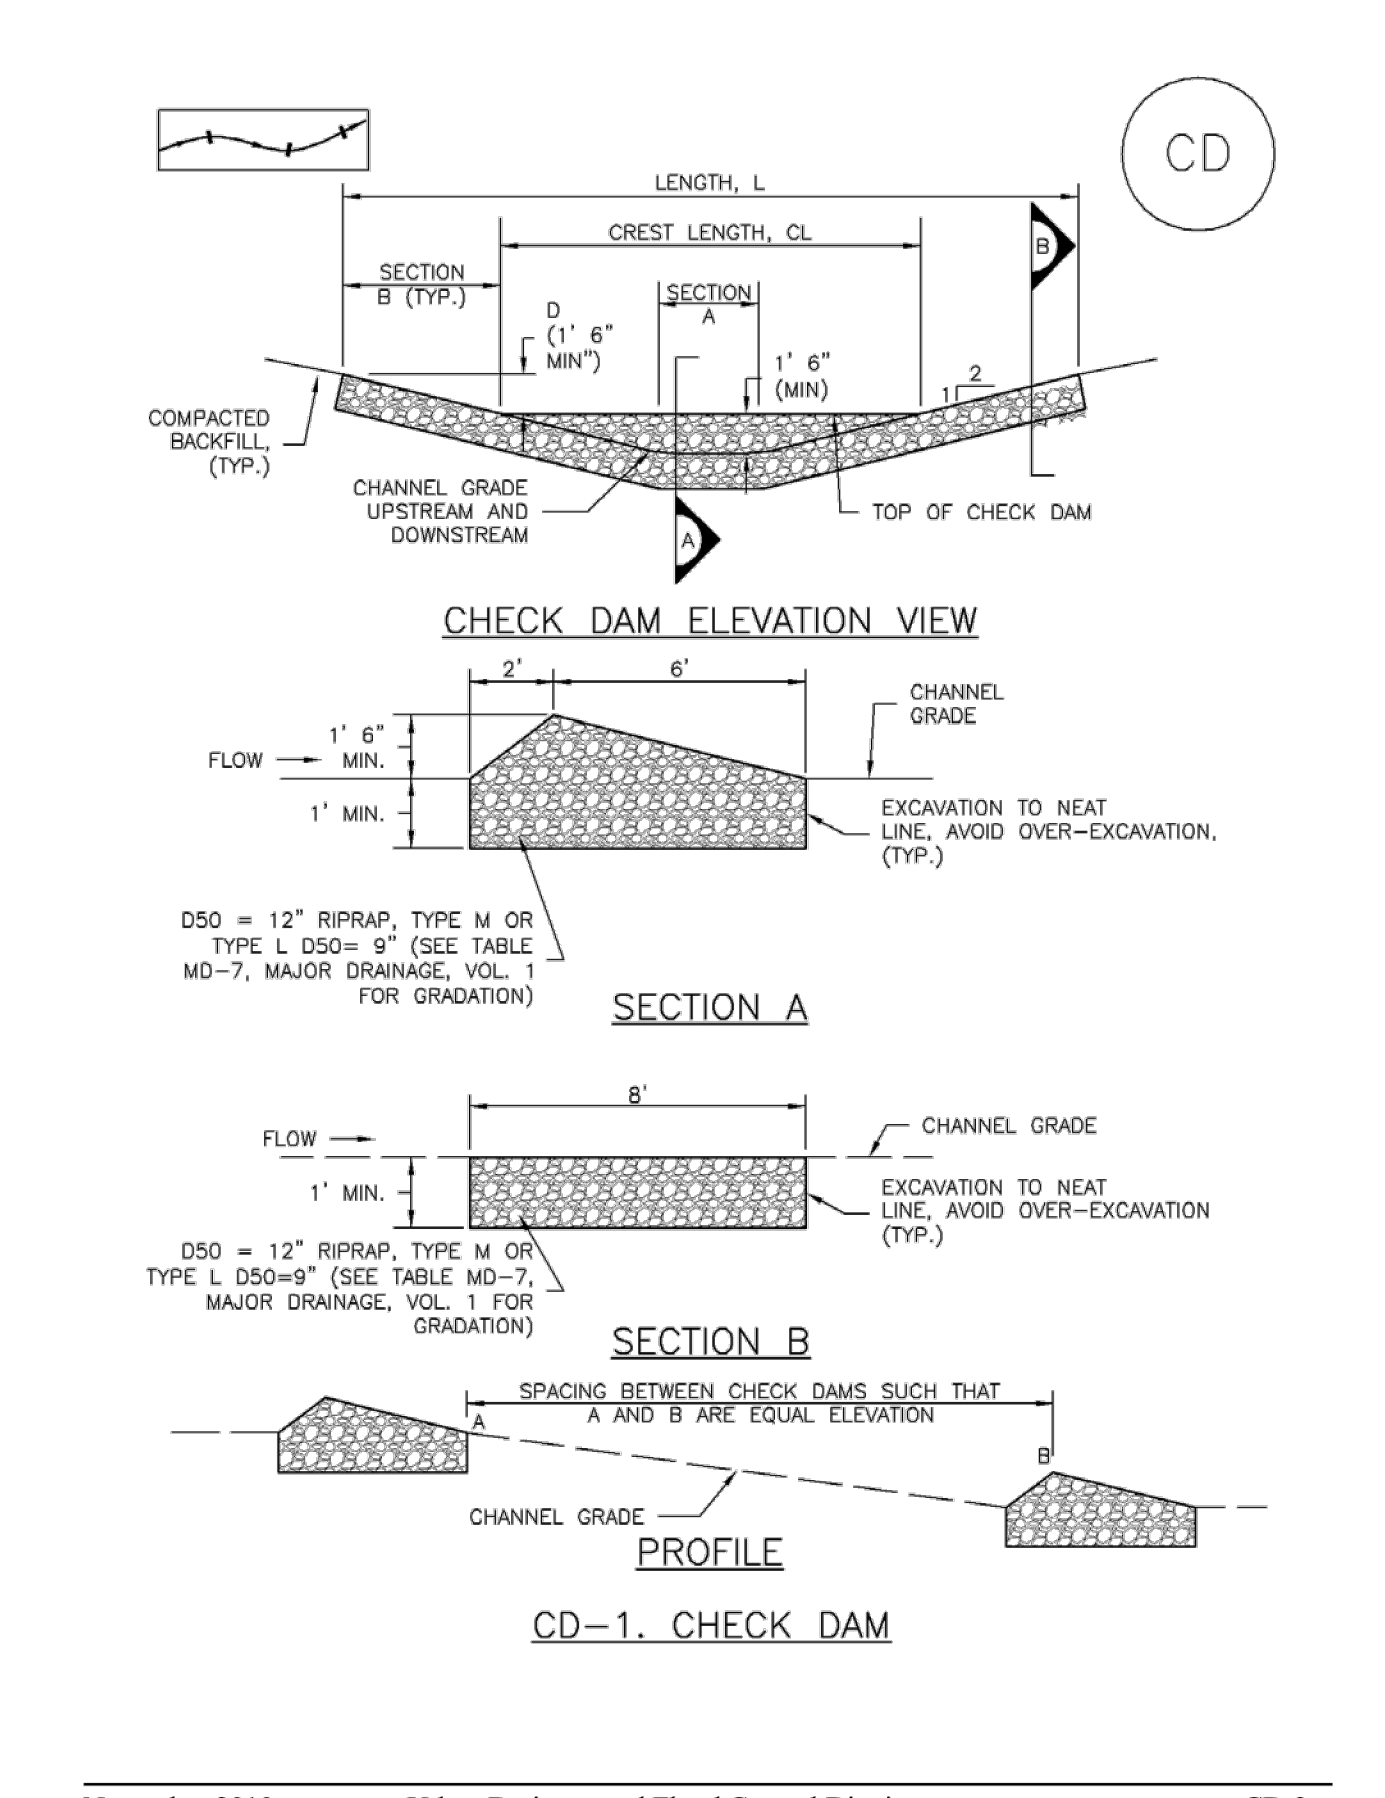 CD
LENGTH, L
CREST LENGTH, CL
B
SECTION
B (TYP.)
SECTION
A
D
(1' 6"
MIN")
1' 6"
(MIN)
2
1
COMPACTED
BACKFILL,
(TYP.)
CHANNEL GRADE
UPSTREAM AND
DOWNSTREAM
TOP OF CHECK DAM
A
CHECK DAM ELEVATION VIEW
2'
6'
CHANNEL
GRADE
1' 6"
MIN.
FLOW
1' MIN.
EXCAVATION TO NEAT
LINE, AVOID OVER-EXCAVATION,
(TYP.)
D50 = 12" RIPRAP, TYPE M OR
TYPE L D50= 9" (SEE TABLE
MD-7, MAJOR DRAINAGE, VOL. 1
FOR GRADATION)
SECTION A
8'
FLOW
CHANNEL GRADE
1' MIN.
EXCAVATION TO NEAT
LINE, AVOID OVER-EXCAVATION
(TYP.)
D50 = 12" RIPRAP, TYPE M OR
TYPE L D50=9" (SEE TABLE MD-7,
MAJOR DRAINAGE, VOL. 1 FOR
GRADATION)
SECTION B
SPACING BETWEEN CHECK DAMS SUCH THAT
A AND B ARE EQUAL ELEVATION
A
B
CHANNEL GRADE
PROFILE
CD-1. CHECK DAM